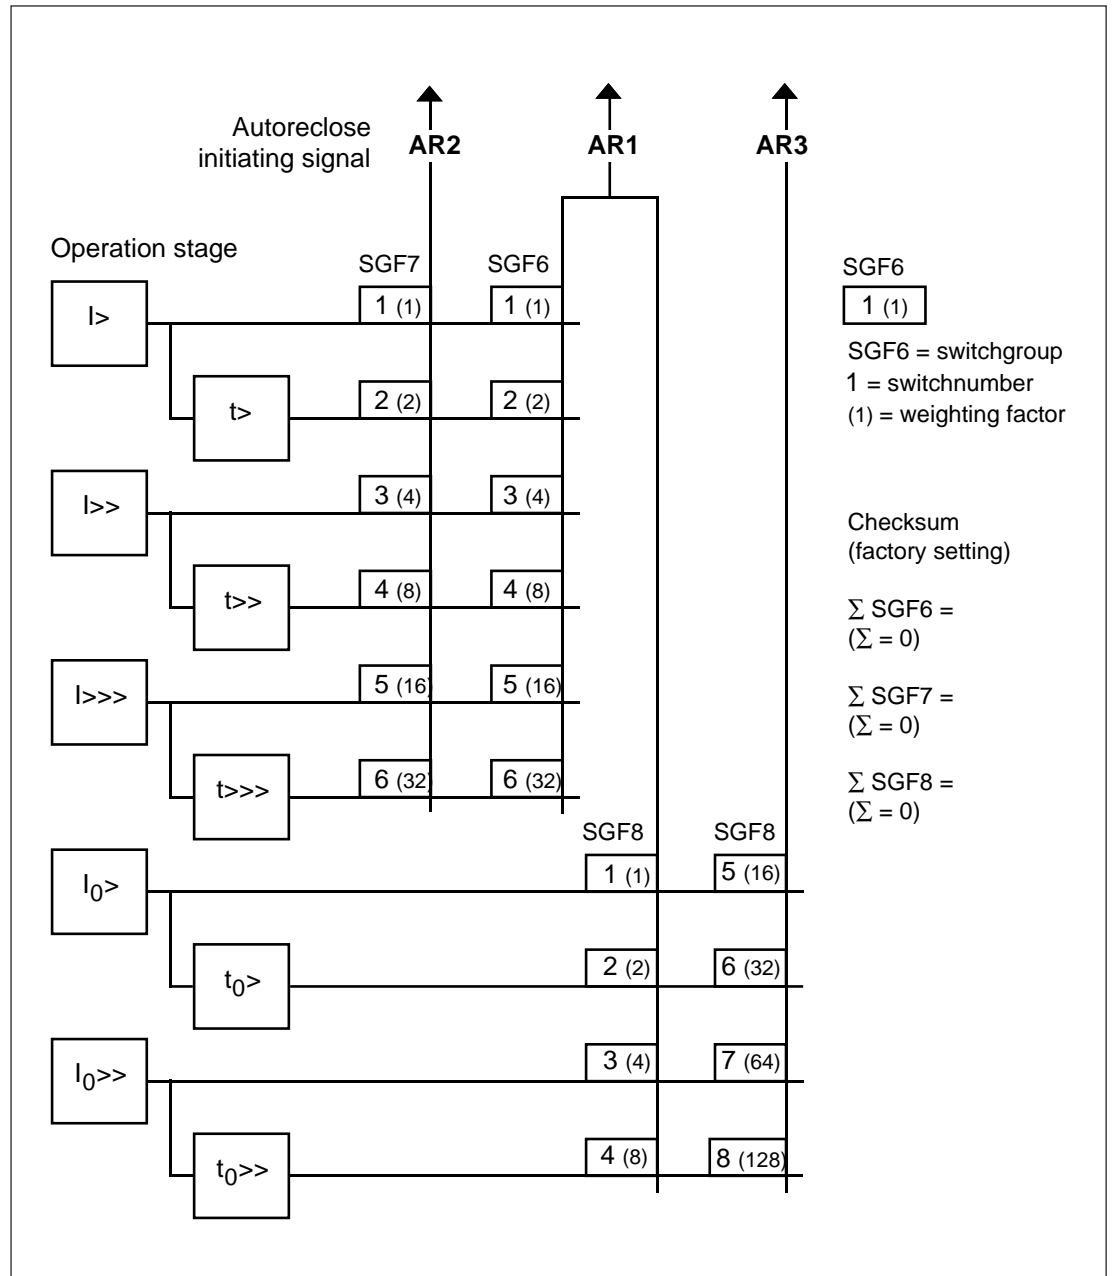 Autoreclose
initiating signal
AR2 AR1 AR3
Operation stage
SGF7 SGF6 SGF6
I> 1 (1) 1 (1) 1 (1)
SGF6 = switchgroup
1 = switchnumber
(1) = weighting factor
t> 2 (2) 2 (2)
I>> 3 (4) 3 (4)
Checksum
(factory setting)
t>> 4 (8) 4 (8)
∑ SGF6 =
(∑ = 0)
I>>> 5 (16) 5 (16)
∑ SGF7 =
(∑ = 0)
t>>> 6 (32) 6 (32)
∑ SGF8 =
(∑ = 0)
SGF8 SGF8
I0> 1 (1) 5 (16)
t0> 2 (2) 6 (32)
I0>> 3 (4) 7 (64)
t0>> 4 (8) 8 (128)